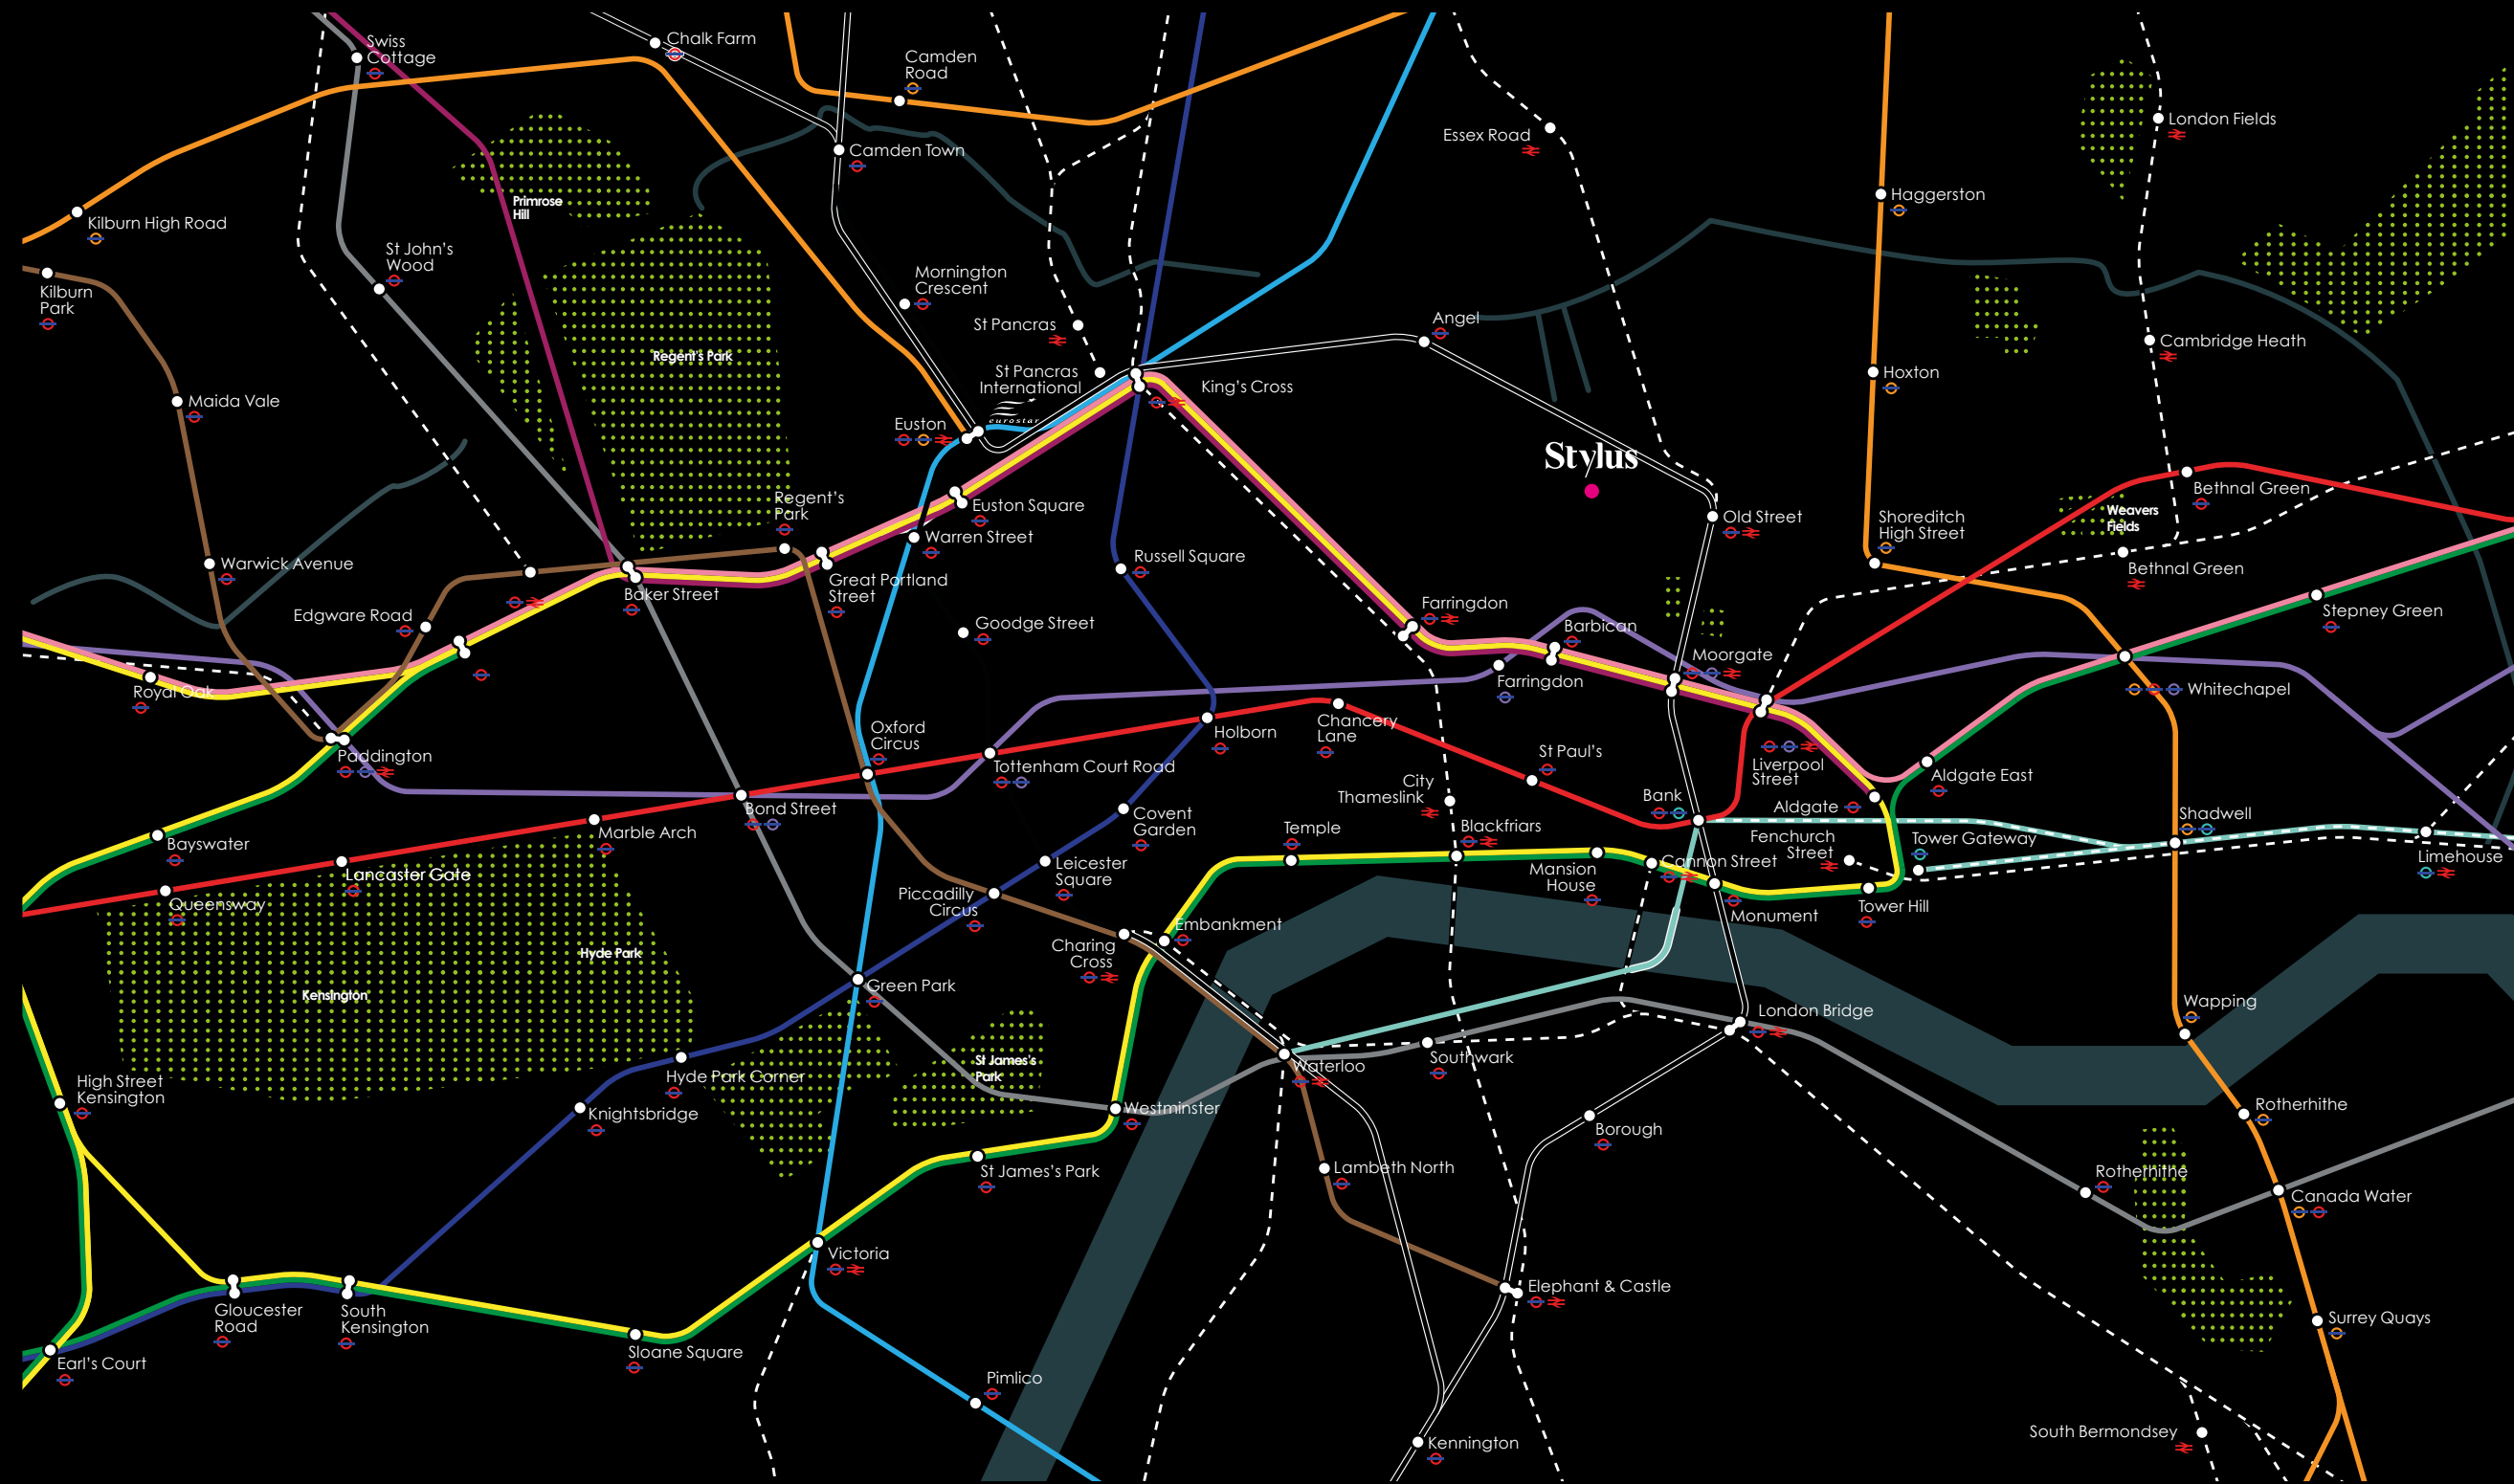 Swiss
Cottage
Chalk Farm
Camden
Road
Camden Town
Essex Road
London Fields
Kilburn High Road
Primrose
Hill
Haggerston
St John's
Wood
Kilburn
Park
Mornington
Crescent
St Pancras
Angel
Cambridge Heath
Regent's Park
St Pancras
International
King's Cross
Hoxton
Maida Vale
eurostar
Euston
Stylus
Bethnal Green
Regent's
Park
Euston Square
Old Street
Shoreditch
High Street
Weavers
Fields
Warren Street
Russell Square
Warwick Avenue
Bethnal Green
Great Portland
Street
Baker Street
Edgware Road
Goodge Street
Farringdon
Barbican
Stepney Green
Moorgate
Royal Oak
Farringdon
Whitechapel
Oxford
Circus
Holborn
Chancery
Lane
Paddington
Tottenham Court Road
St Paul's
Liverpool
Street
Aldgate East
City
Thameslink
Bank
Aldgate
Bond Street
Marble Arch
Covent
Garden
Temple
Blackfriars
Fenchurch
Street
Tower Gateway
Shadwell
Bayswater
Limehouse
Lancaster Gate
Leicester
Square
Mansion
House
Cannon Street
Queensway
Piccadilly
Circus
Monument
Tower Hill
Embankment
Hyde Park
Charing
Cross
Kensington
Green Park
Wapping
London Bridge
St James's
Park
Southwark
Waterloo
High Street
Kensington
Hyde Park Corner
Knightsbridge
Westminster
Rotherhithe
Borough
St James's Park
Lambeth North
Rotherhithe
Canada Water
Victoria
Elephant & Castle
Gloucester
Road
South
Kensington
Surrey Quays
Earl's Court
Sloane Square
Pimlico
Kennington
South Bermondsey